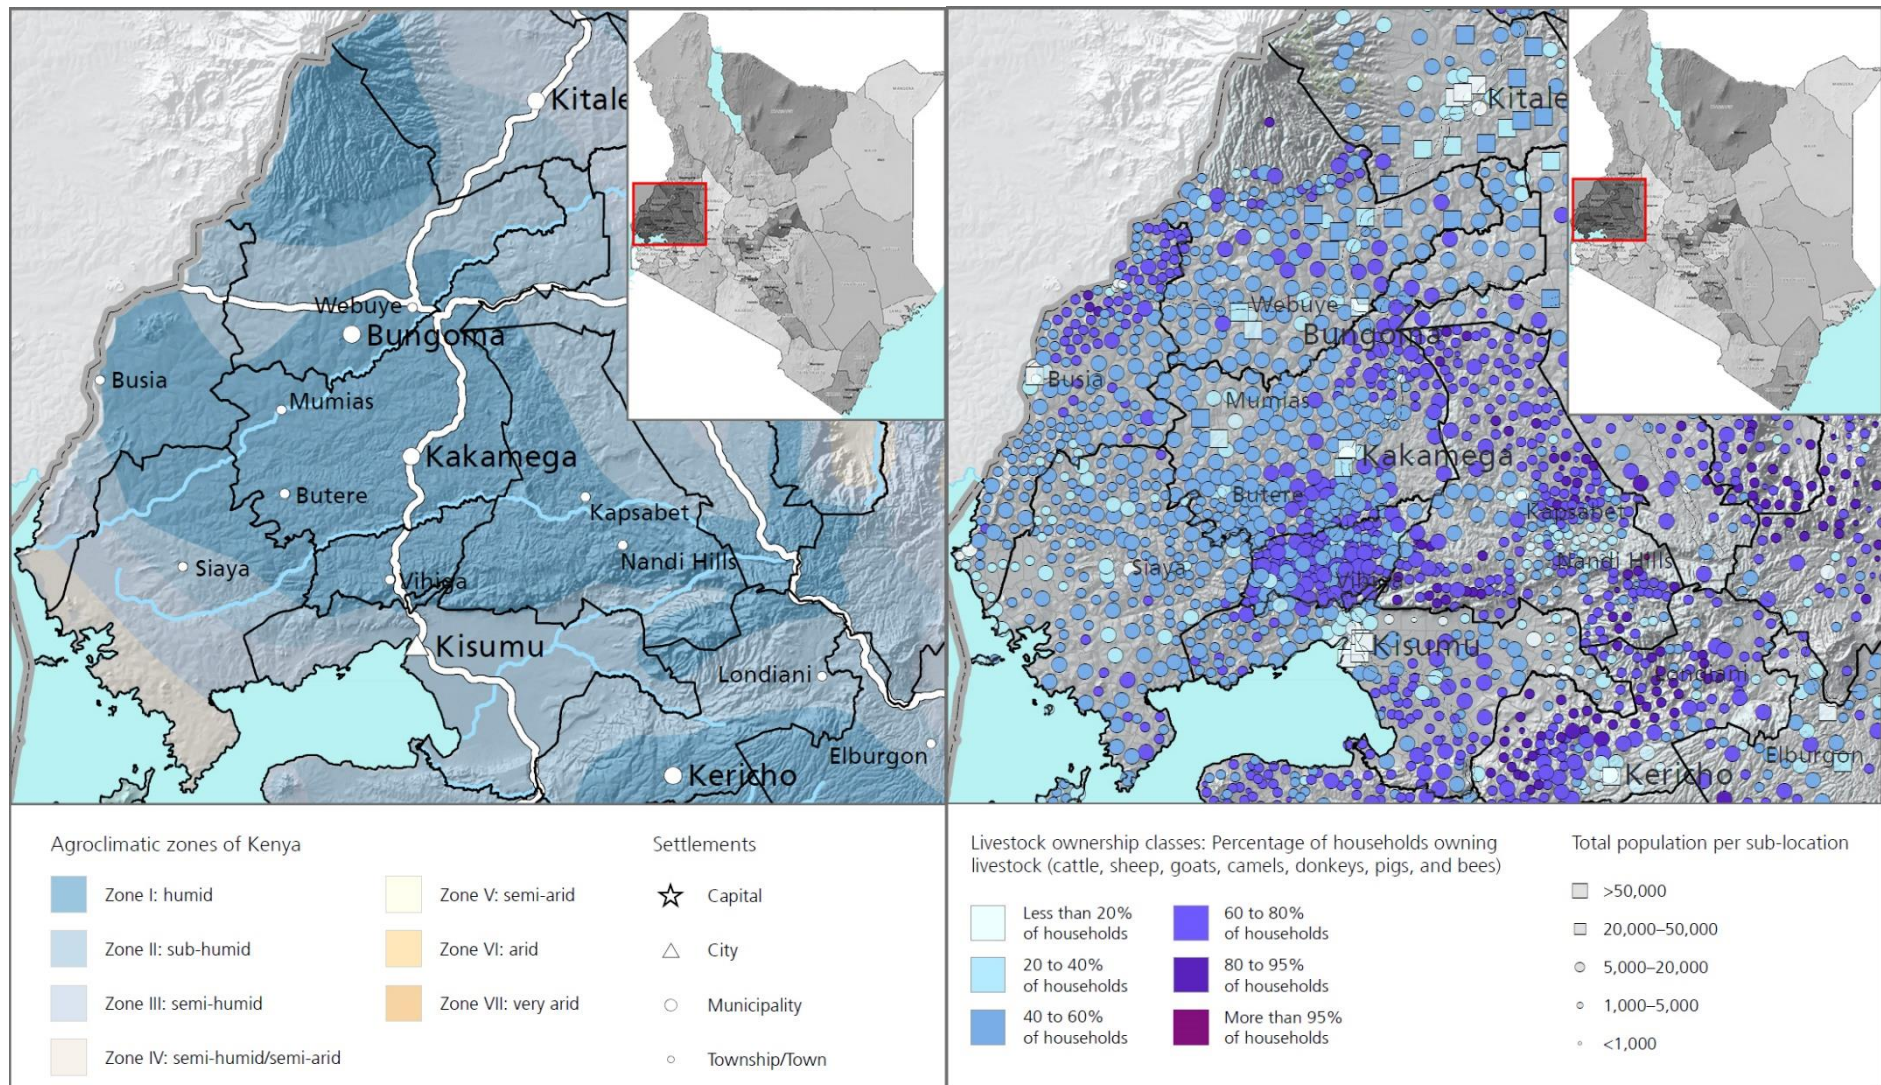 Kitale
Webuye
Bungoma
Busia
Mumias
Kakamega
Butere
Kapsabet
Nandi Hills
Siaya
Vihiga
Kisumu
Londiani
Elburgon
Kericho
Agroclimatic zones of Kenya
Zone I: humid
Zone II: sub-humid
Zone III: semi-humid
Zone IV: semi-humid/semi-arid
Zone V: semi-arid
Zone VI: arid
Zone VII: very arid
Settlements
Capital
City
Municipality
Township/Town
Kitale
Webuye
Bungoma
Busia
Mumias
Kakamega
Butere
Kapsabet
Nandi Hills
Siaya
Kisumu
Londiani
Elburgon
Kericho
Livestock ownership classes: Percentage of households owning
livestock (cattle, sheep, goats, camels, donkeys, pigs, and bees)
Less than 20%
of households
20 to 40%
of households
40 to 60%
of households
60 to 80%
of households
80 to 95%
of households
More than 95%
of households
Total population per sub-location
>50,000
20,000–50,000
5,000–20,000
1,000–5,000
<1,000